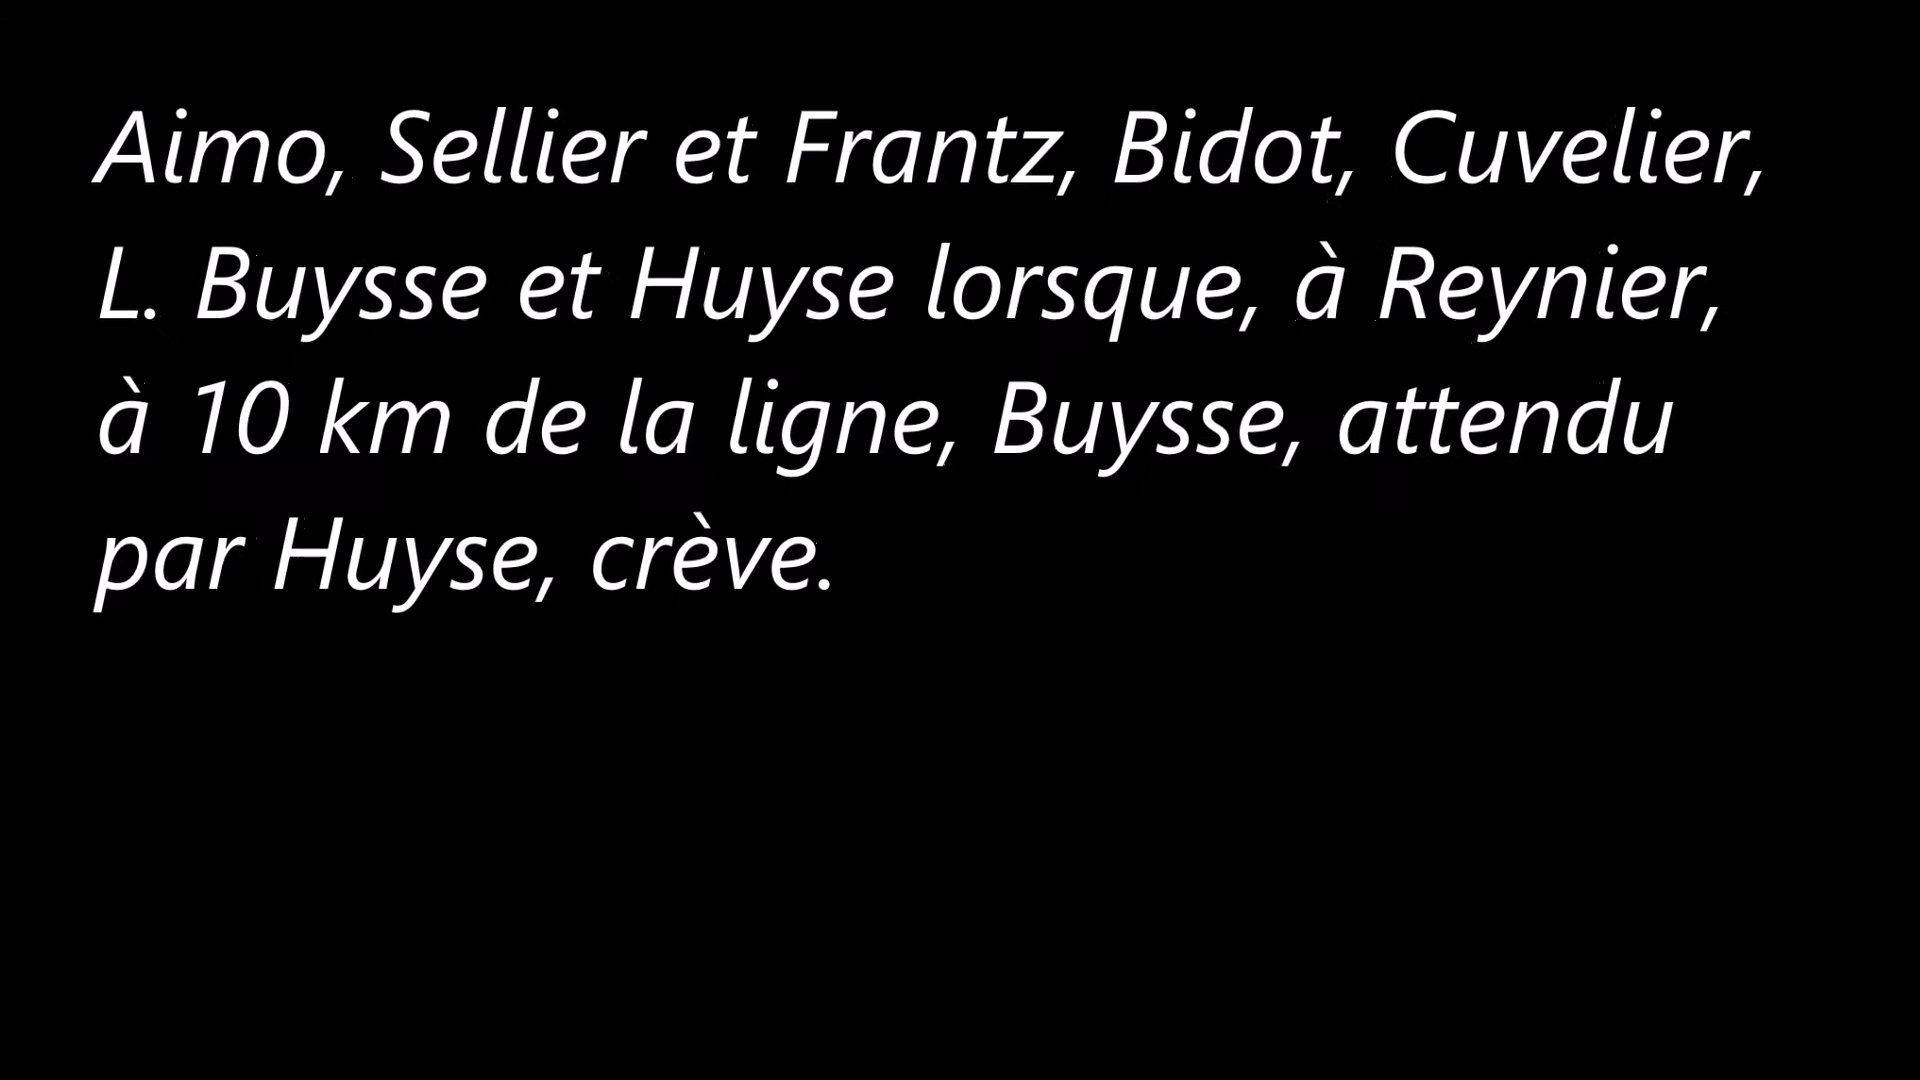 Aimo, Sellier et Frantz, Bidot, Cuvelier,
L. Buysse et Huyse lorsque, à Reynier,
à 10 km de la ligne, Buysse, attendu
par Huyse, crève.